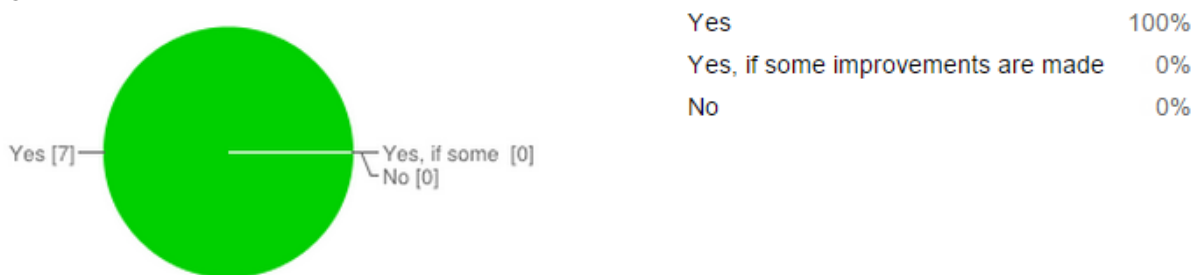 Yes [7]
Yes, if some [0]
No [0]
Yes 100%
Yes, if some improvements are made 0%
No 0%